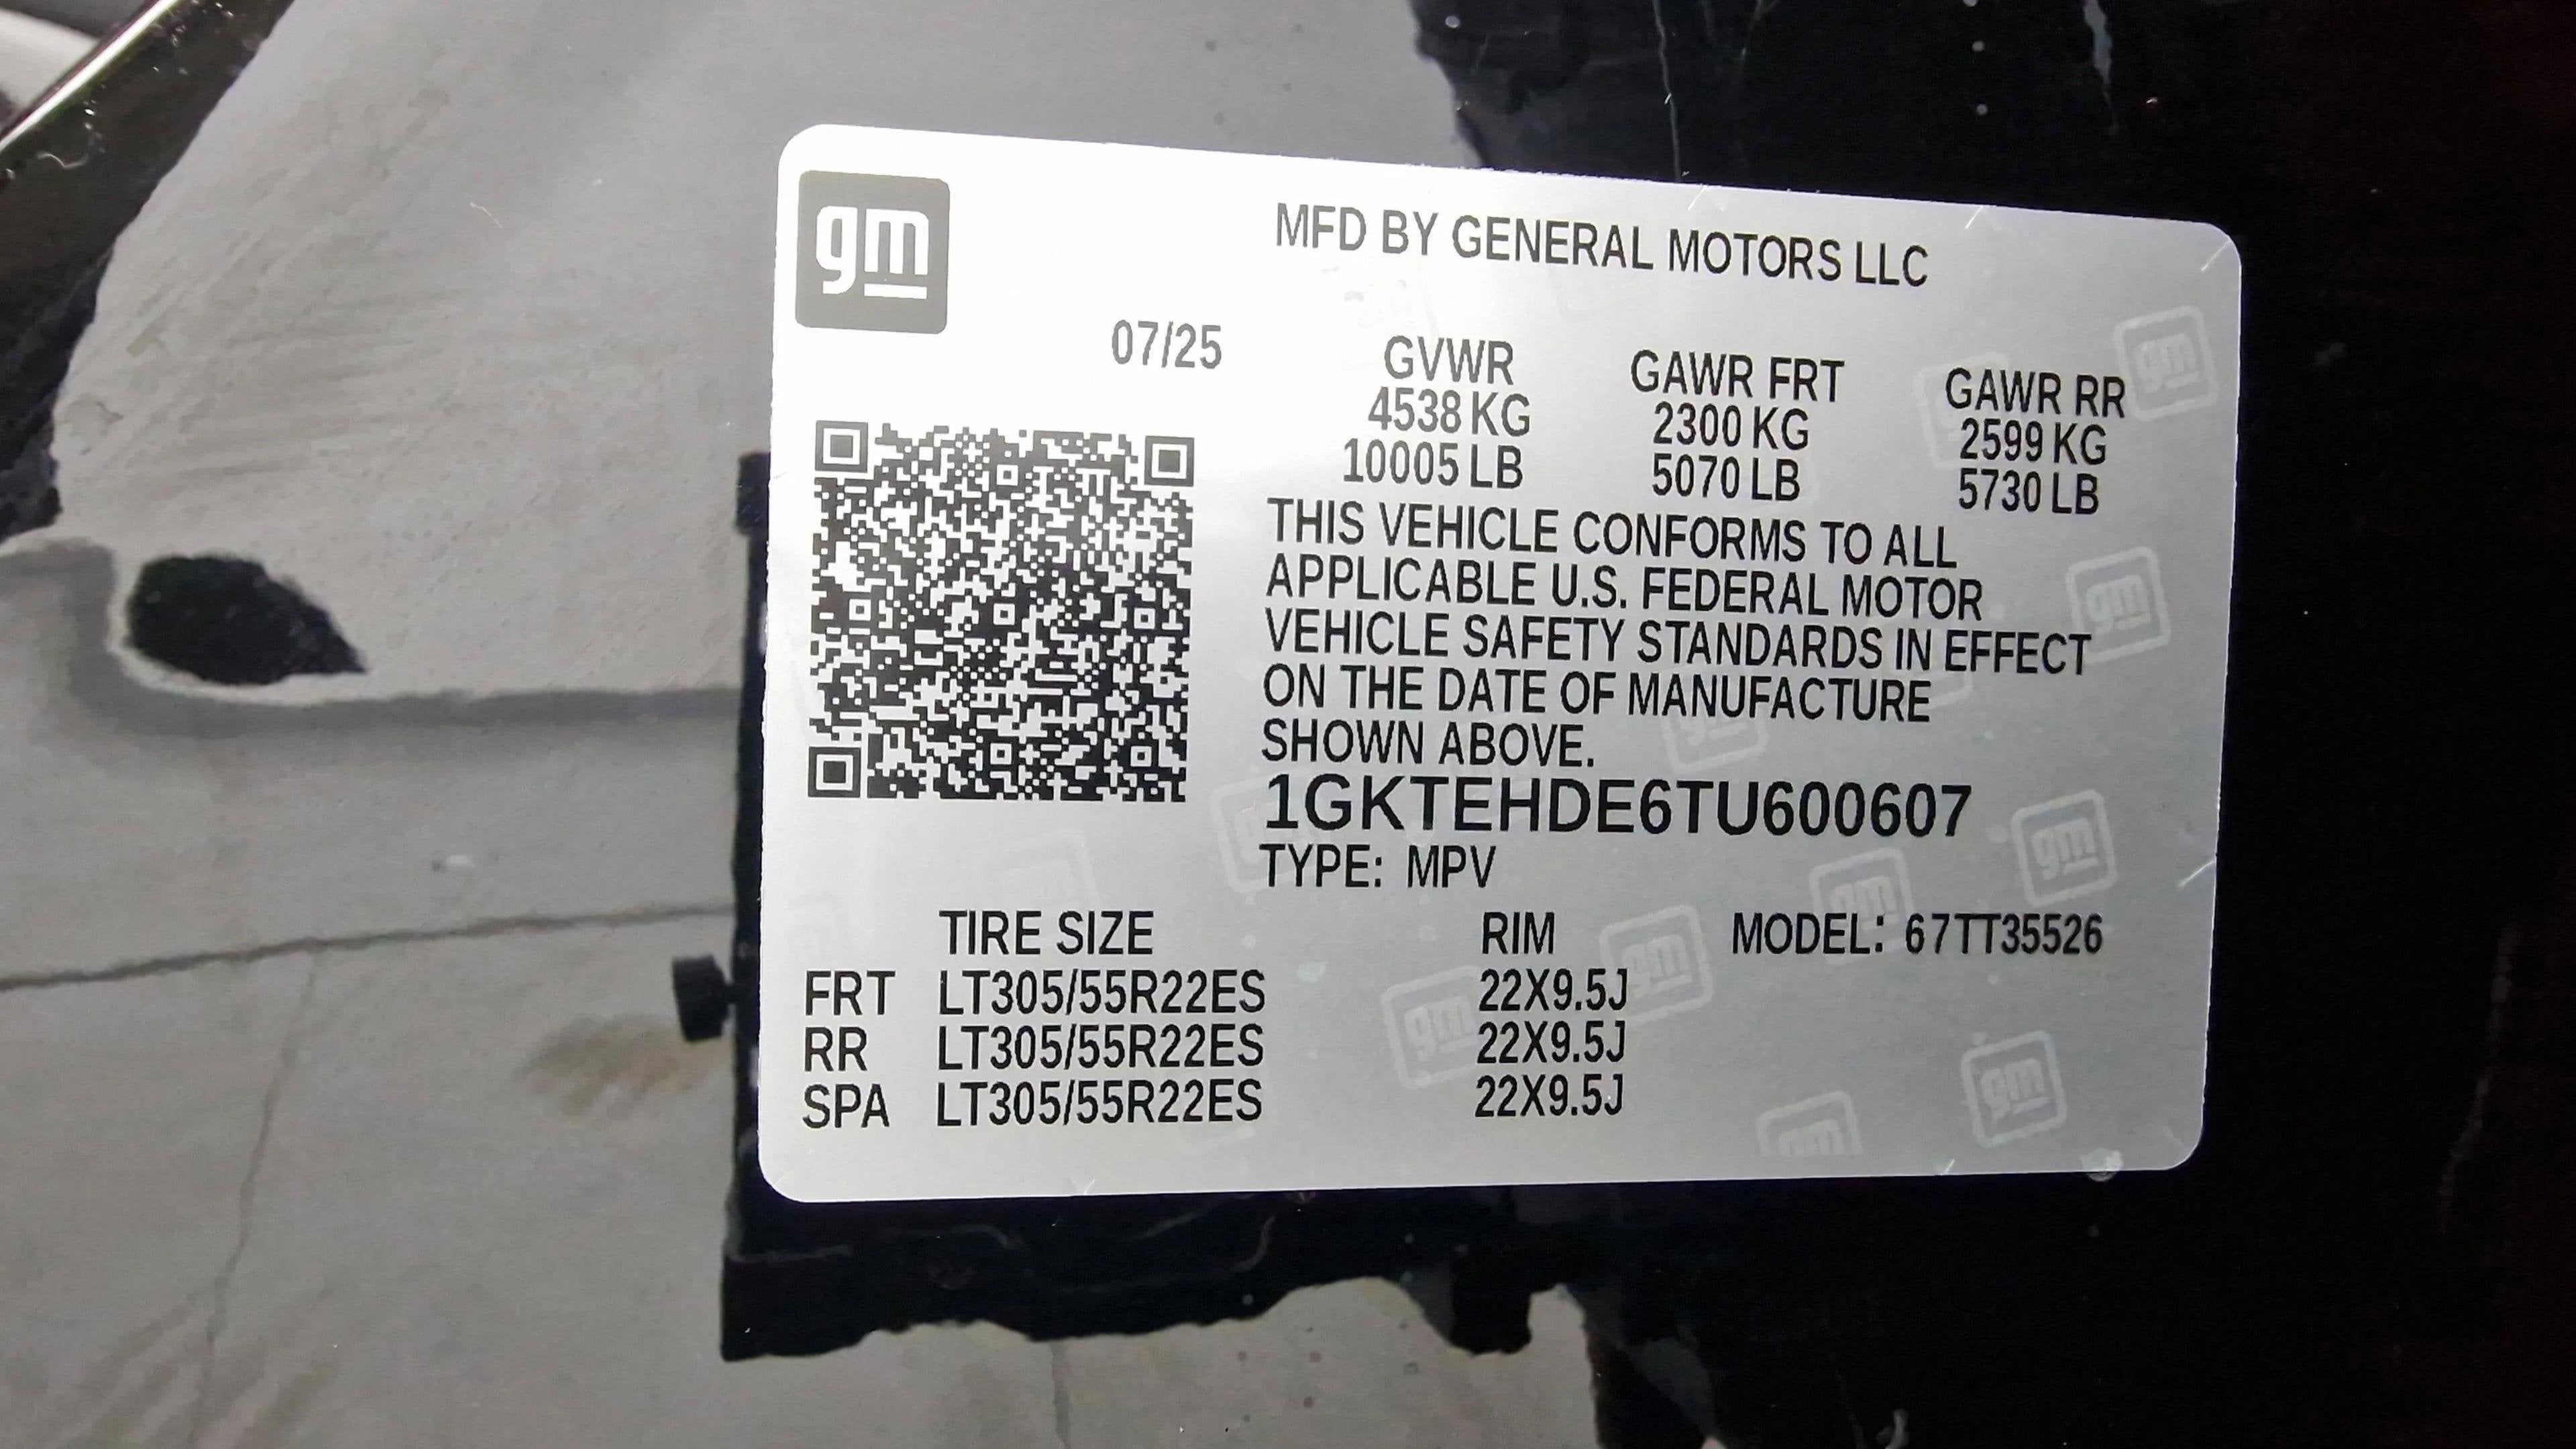 gm
MFD BY GENERAL MOTORS LLC
07/25
GVWR GAWR FRT GAWR RR
4538 KG 2300 KG 2599 KG
10005 LB 5070 LB 5730 LB
THIS VEHICLE CONFORMS TO ALL
APPLICABLE U.S. FEDERAL MOTOR
VEHICLE SAFETY STANDARDS IN EFFECT
ON THE DATE OF MANUFACTURE
SHOWN ABOVE.
1GKTEHDE6TU600607
TYPE: MPV
TIRE SIZE RIM MODEL: 67TT35526
FRT LT305/55R22ES 22X9.5J
RR LT305/55R22ES 22X9.5J
SPA LT305/55R22ES 22X9.5J